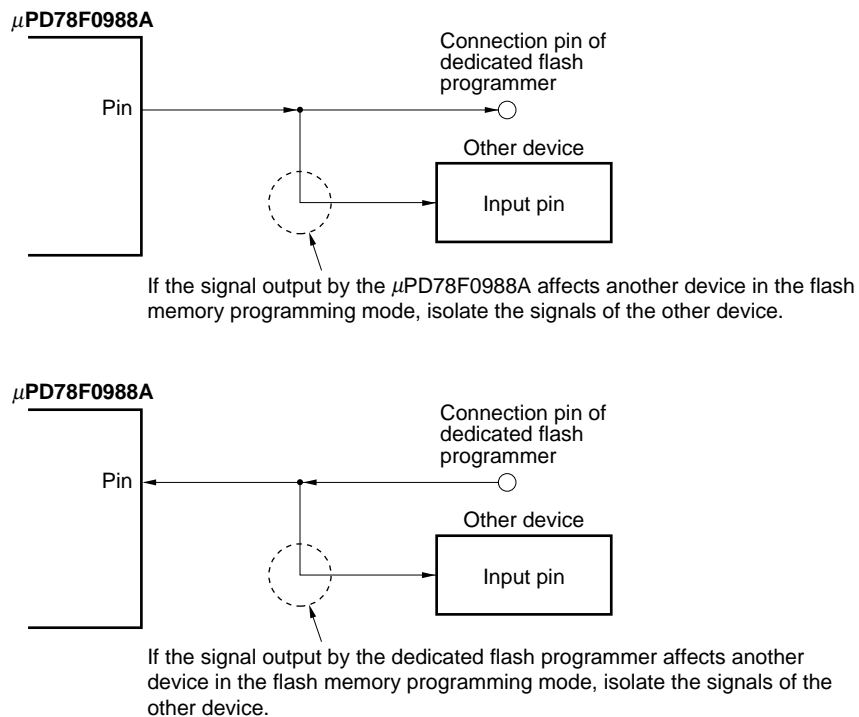 μPD78F0988A
Connection pin of
dedicated flash
programmer
Pin
Other device
Input pin
If the signal output by the μPD78F0988A affects another device in the flash
memory programming mode, isolate the signals of the other device.
μPD78F0988A
Connection pin of
dedicated flash
programmer
Pin
Other device
Input pin
If the signal output by the dedicated flash programmer affects another
device in the flash memory programming mode, isolate the signals of the
other device.